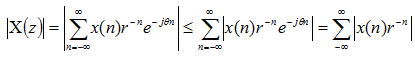 |X(z)| = |∑_{n=-∞}^{∞} x(n)r^{-n}e^{-jθn}| ≤ ∑_{n=-∞}^{∞} |x(n)r^{-n}e^{-jθn}| = ∑_{-∞}^{∞} |x(n)r^{-n}|